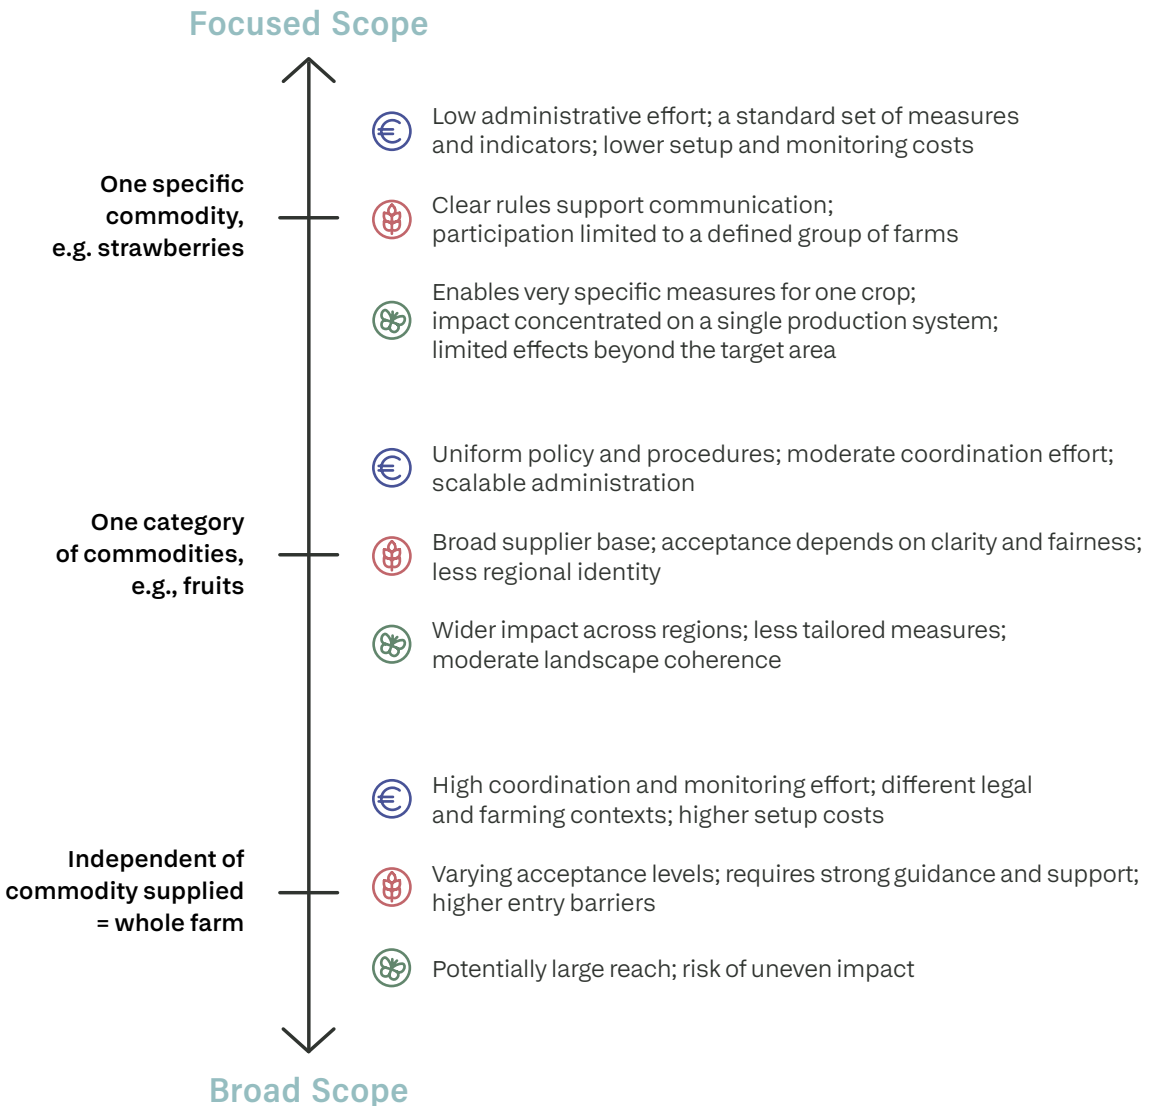 Focused Scope
One specific
commodity,
e.g. strawberries
Low administrative effort; a standard set of measures
and indicators; lower setup and monitoring costs
Clear rules support communication;
participation limited to a defined group of farms
Enables very specific measures for one crop;
impact concentrated on a single production system;
limited effects beyond the target area
One category
of commodities,
e.g., fruits
Uniform policy and procedures; moderate coordination effort;
scalable administration
Broad supplier base; acceptance depends on clarity and fairness;
less regional identity
Wider impact across regions; less tailored measures;
moderate landscape coherence
Independent of
commodity supplied
= whole farm
High coordination and monitoring effort; different legal
and farming contexts; higher setup costs
Varying acceptance levels; requires strong guidance and support;
higher entry barriers
Potentially large reach; risk of uneven impact
Broad Scope